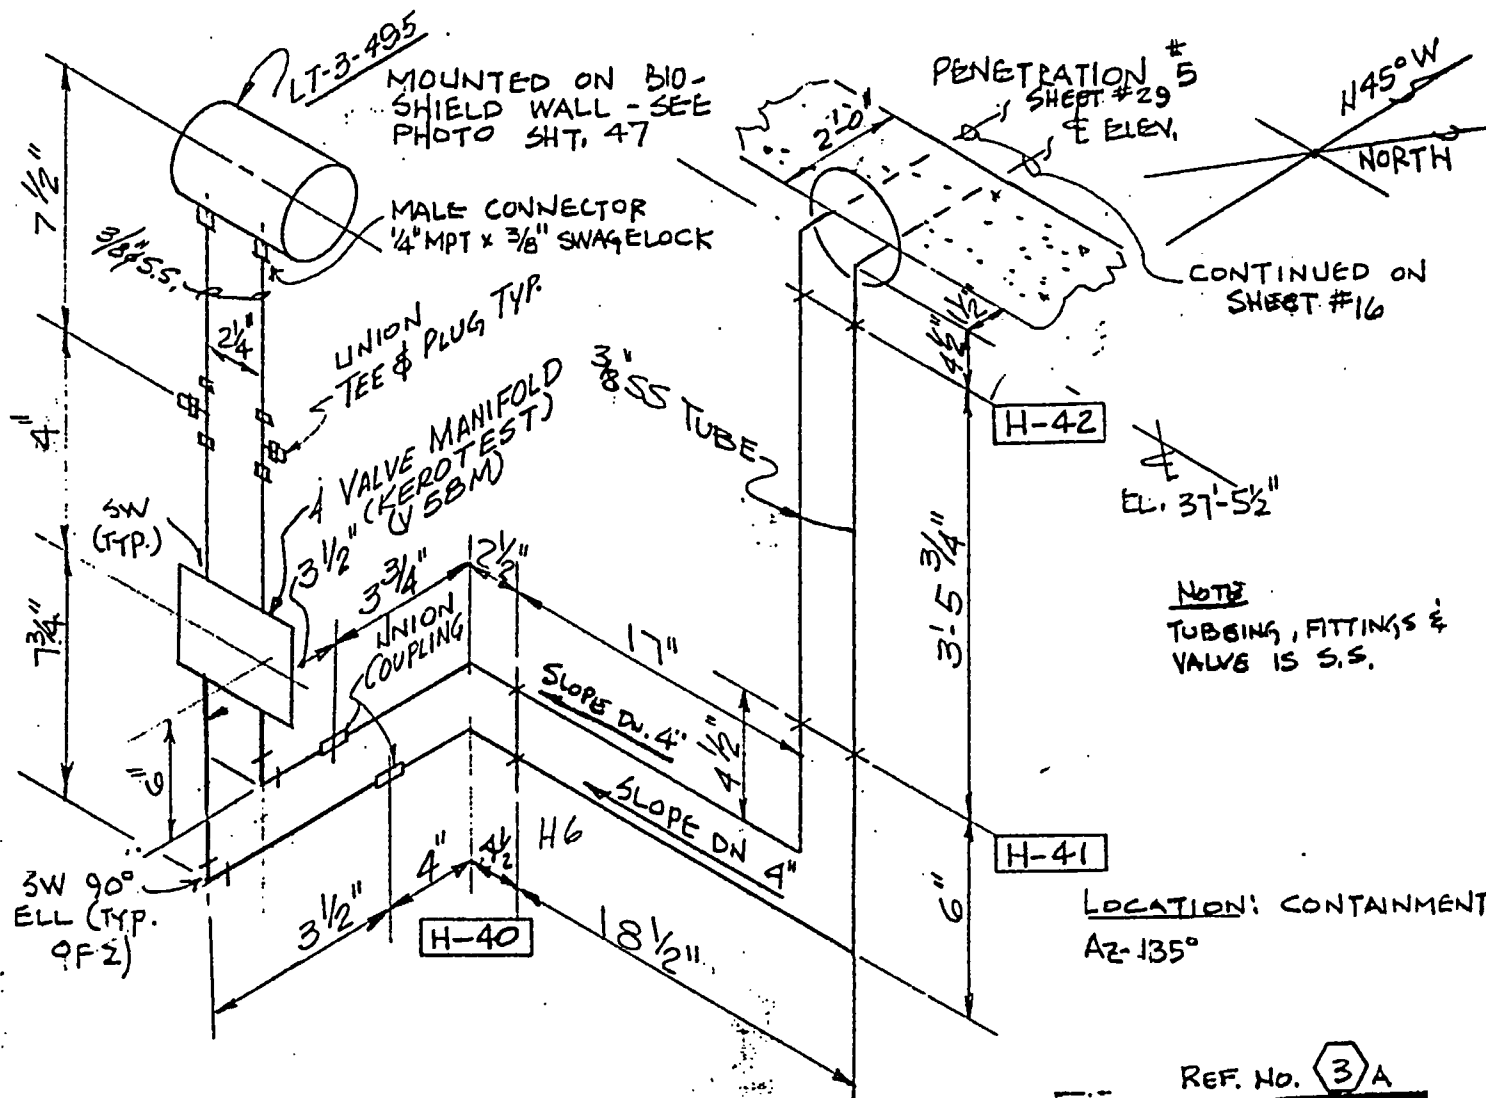 LT-3-495
MOUNTED ON BIO-
SHIELD WALL - SEE
PHOTO SHT. 47
PENETRATION #5
SHEET #29
℄ ELEV.
N45°W
NORTH
2'-0"
7 1/2"
MALE CONNECTOR
1/4" MPT x 3/8" SWAGELOCK
3/8"φ S.S.
CONTINUED ON
SHEET #16
2 1/4"
UNION
TEE & PLUG TYP.
1 1/2"
4 1/2"
3/8" SS TUBE
H-42
4"
VALVE MANIFOLD
(KEROTEST)
(V 58M)
SW
(TYP.)
℄
EL. 37'-5 1/2"
3 1/2"
3 3/4"
2 1/2"
UNION
COUPLING
17"
3'-5 3/4"
NOTE
TUBING, FITTINGS &
VALVE IS S.S.
7 3/4"
SLOPE DN. 4"
4 1/2"
6"
SLOPE DN 4"
H6
H-41
SW 90°
ELL (TYP.
OF 2)
3 1/2"
4"
4 1/2
H-40
18 1/2"
6"
LOCATION: CONTAINMENT
AZ-135°
REF. NO. 3 A